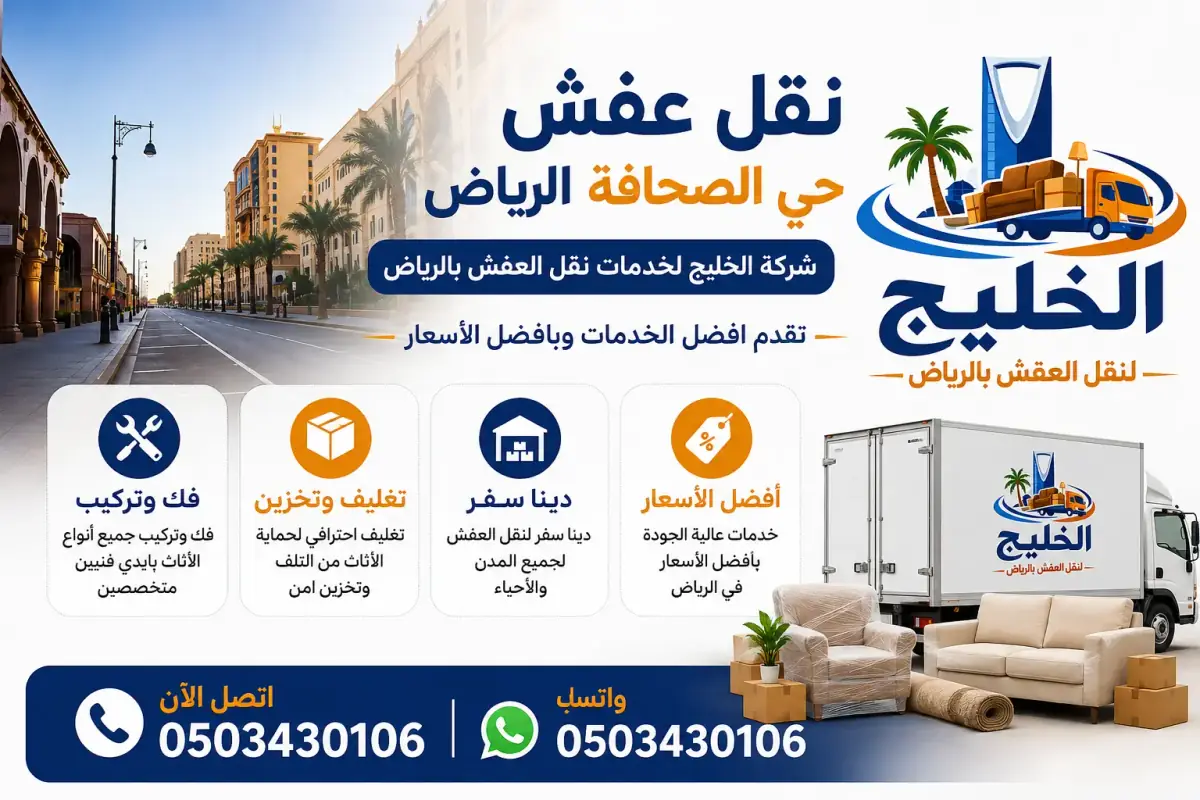 نقل عفش
حي الصحافة الرياض
شركة الخليج لخدمات نقل العفش بالرياض
تقدم افضل الخدمات وبافضل الأسعار
الخليج
لنقل العقش بالرياض
أفضل الأسعار
خدمات عالية الجودة
بأفضل الأسعار
في الرياض
دينا سفر
دينا سفر لنقل العفش
لجميع المدن
والأحياء
تغليف وتخزين
تغليف احترافي لحماية
الأثاث من التلف
وتخزين امن
فك وتركيب
فك وتركيب جميع أنواع
الأثاث بايدي فنيين
متخصصين
الخليج
لنقل العفش بالرياض
واتساب
0503430106
اتصل الآن
0503430106